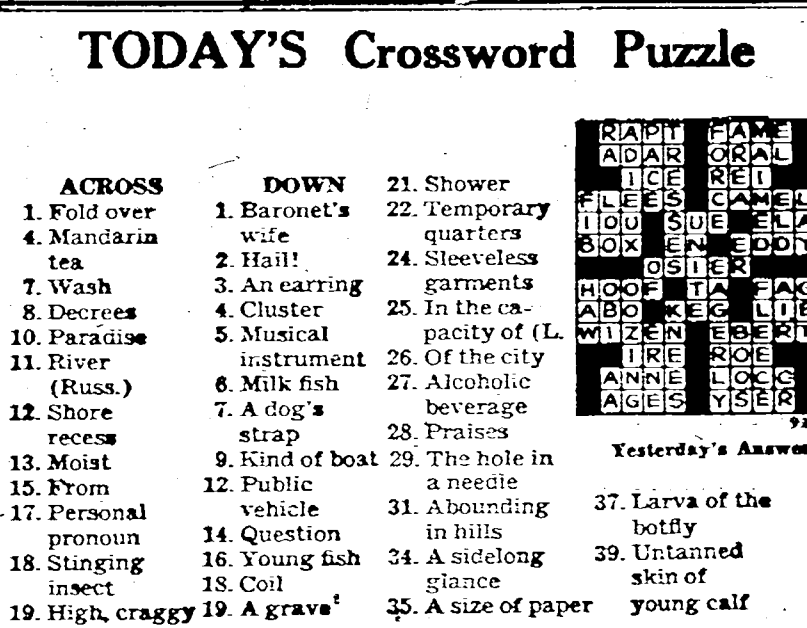 TODAY'S Crossword Puzzle
ACROSS
1. Fold over
4. Mandarin
tea
7. Wash
8. Decrees
10. Paradise
11. River
(Russ.)
12. Shore
recess
13. Moist
15. From
17. Personal
pronoun
18. Stinging
insect
19. High, craggy
DOWN
1. Baronet's
wife
2. Hail!
3. An earring
4. Cluster
5. Musical
instrument
6. Milk fish
7. A dog's
strap
9. Kind of boat
12. Public
vehicle
14. Question
16. Young fish
18. Coil
19. A grave
21. Shower
22. Temporary
quarters
24. Sleeveless
garments
25. In the ca-
pacity of (L.
26. Of the city
27. Alcoholic
beverage
28. Praises
29. The hole in
a needle
31. Abounding
in hills
34. A sidelong
glance
35. A size of paper
RAPT FAME
ADAR ORAL
ICE REI
FLEES CAMEL
IOU SUE ELA
BOX EN EDDY
OSIER
HOOF TA FAG
ABO KEG LIE
WIZEN EBERT
IRE ROE
ANNE LOCO
AGES YSER
Yesterday's Answe
37. Larva of the
botfly
39. Untanned
skin of
young calf